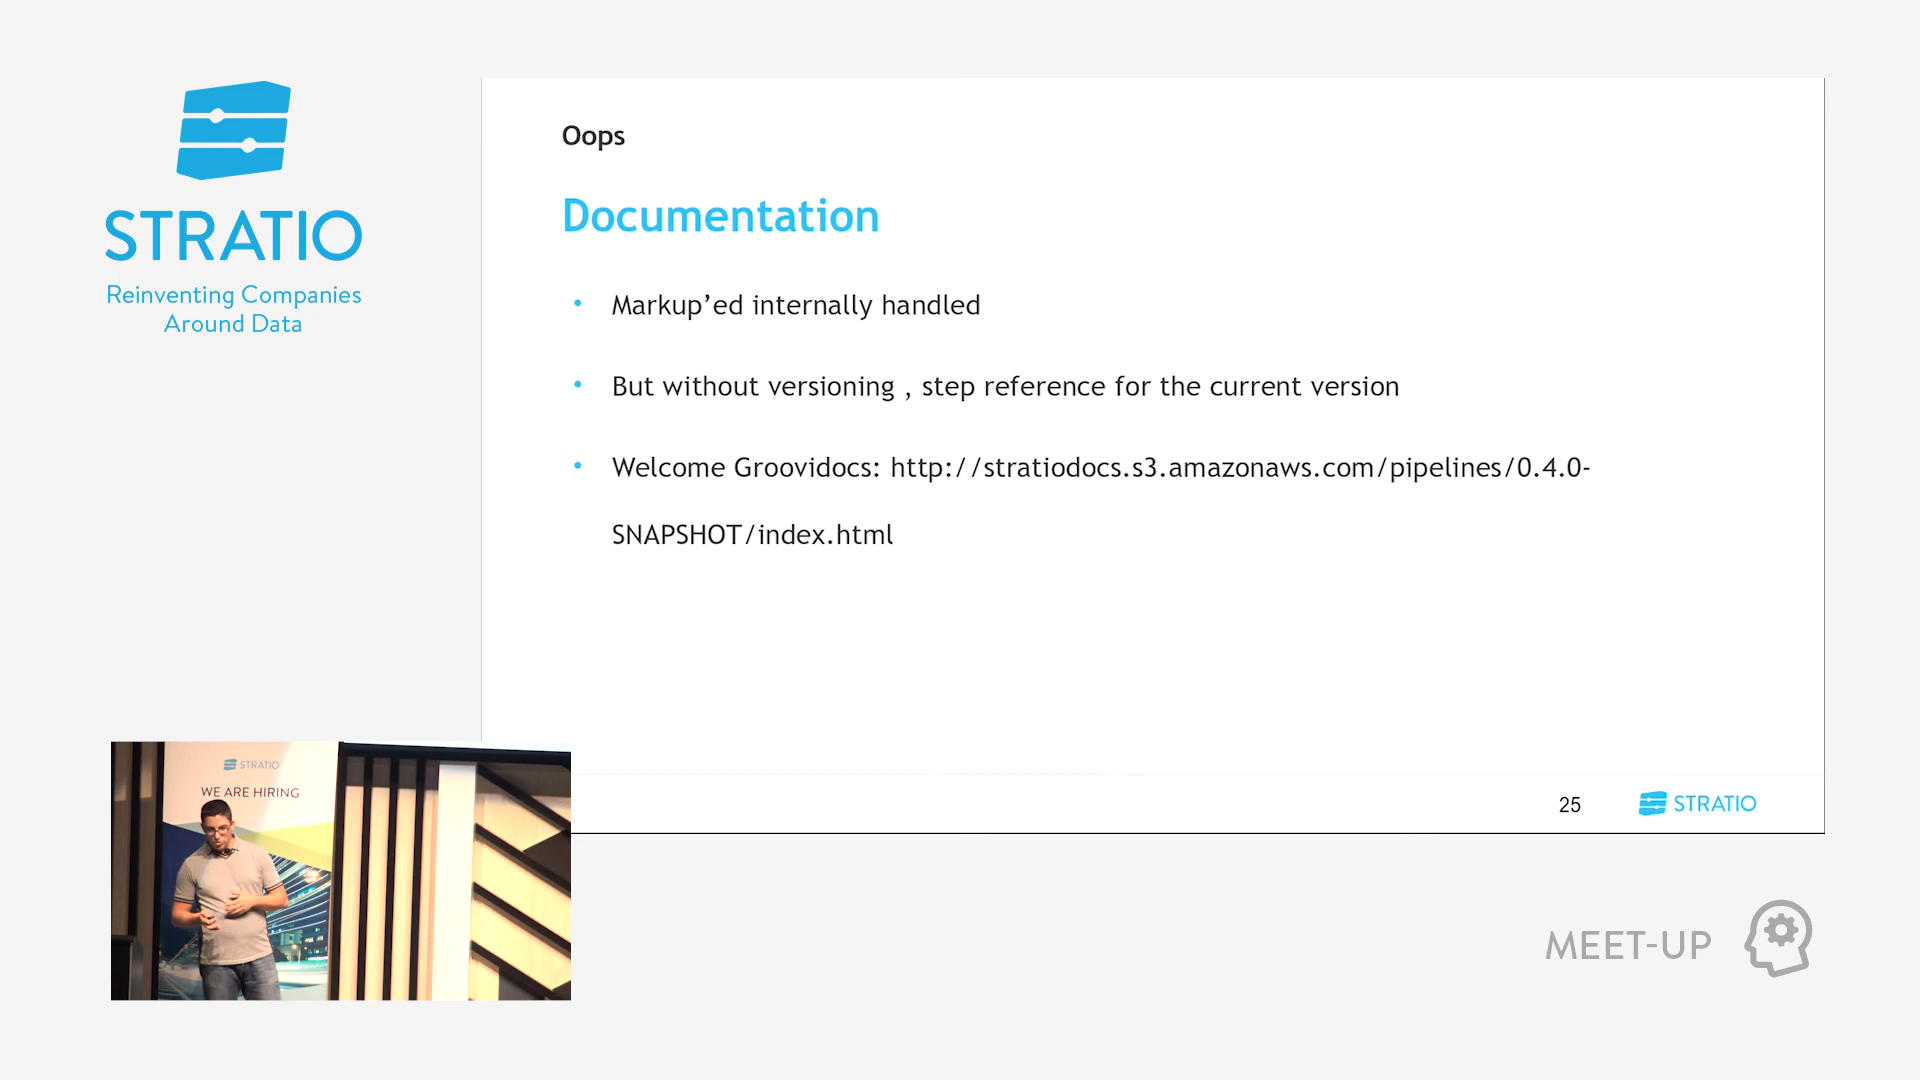 STRATIO
Reinventing Companies
Around Data
Oops
Documentation
• Markup’ed internally handled
• But without versioning , step reference for the current version
• Welcome Groovidocs: http://stratiodocs.s3.amazonaws.com/pipelines/0.4.0-
SNAPSHOT/index.html
25
STRATIO
STRATIO
WE ARE HIRING
MEET-UP